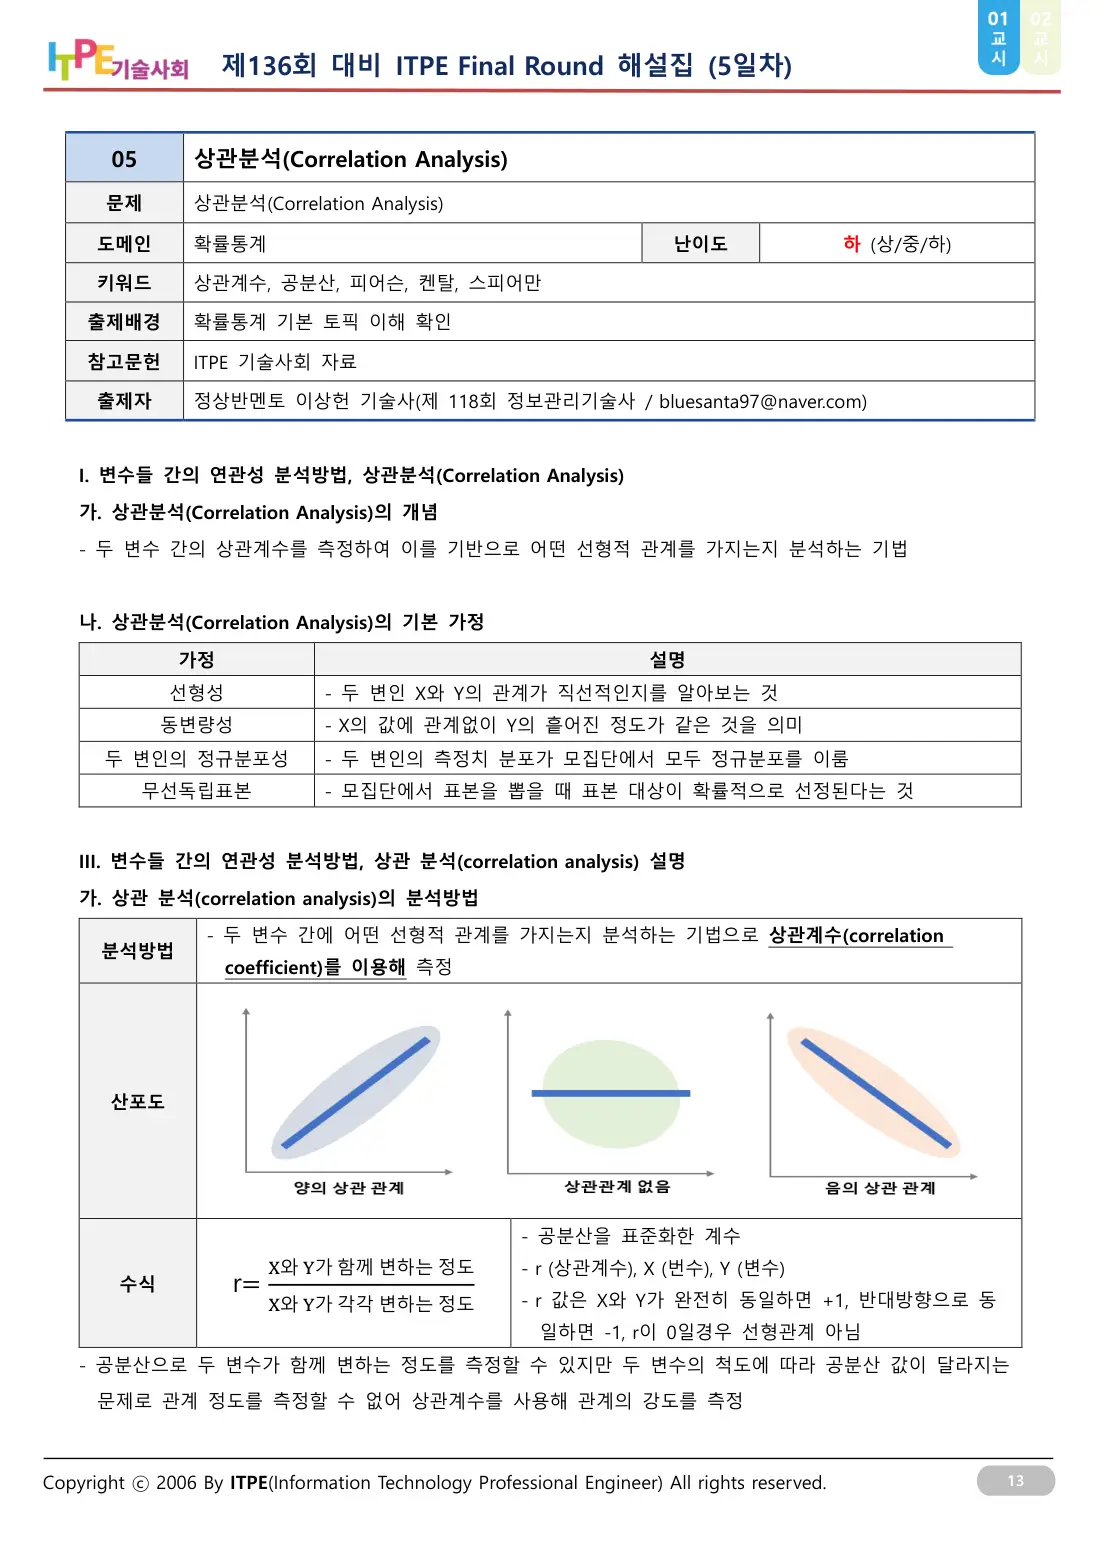 ITPE기술사회 제136회 대비 ITPE Final Round 해설집 (5일차)
01
교
시
02
교
시
05 상관분석(Correlation Analysis)
문제 상관분석(Correlation Analysis)
도메인 확률통계 난이도 하 (상/중/하)
키워드 상관계수, 공분산, 피어슨, 켄탈, 스피어만
출제배경 확률통계 기본 토픽 이해 확인
참고문헌 ITPE 기술사회 자료
출제자 정상반멘토 이상헌 기술사(제 118회 정보관리기술사 / bluesanta97@naver.com)
I. 변수들 간의 연관성 분석방법, 상관분석(Correlation Analysis)
가. 상관분석(Correlation Analysis)의 개념
- 두 변수 간의 상관계수를 측정하여 이를 기반으로 어떤 선형적 관계를 가지는지 분석하는 기법
나. 상관분석(Correlation Analysis)의 기본 가정
가정 설명
선형성 - 두 변인 X와 Y의 관계가 직선적인지를 알아보는 것
동변량성 - X의 값에 관계없이 Y의 흩어진 정도가 같은 것을 의미
두 변인의 정규분포성 - 두 변인의 측정치 분포가 모집단에서 모두 정규분포를 이룸
무선독립표본 - 모집단에서 표본을 뽑을 때 표본 대상이 확률적으로 선정된다는 것
III. 변수들 간의 연관성 분석방법, 상관 분석(correlation analysis) 설명
가. 상관 분석(correlation analysis)의 분석방법
분석방법 - 두 변수 간에 어떤 선형적 관계를 가지는지 분석하는 기법으로 상관계수(correlation
coefficient)를 이용해 측정
산포도
양의 상관 관계 상관관계 없음 음의 상관 관계
수식
r= X와 Y가 함께 변하는 정도
X와 Y가 각각 변하는 정도
- 공분산을 표준화한 계수
- r (상관계수), X (번수), Y (변수)
- r 값은 X와 Y가 완전히 동일하면 +1, 반대방향으로 동
일하면 -1, r이 0일경우 선형관계 아님
- 공분산으로 두 변수가 함께 변하는 정도를 측정할 수 있지만 두 변수의 척도에 따라 공분산 값이 달라지는
문제로 관계 정도를 측정할 수 없어 상관계수를 사용해 관계의 강도를 측정
Copyright ⓒ 2006 By ITPE(Information Technology Professional Engineer) All rights reserved.
13